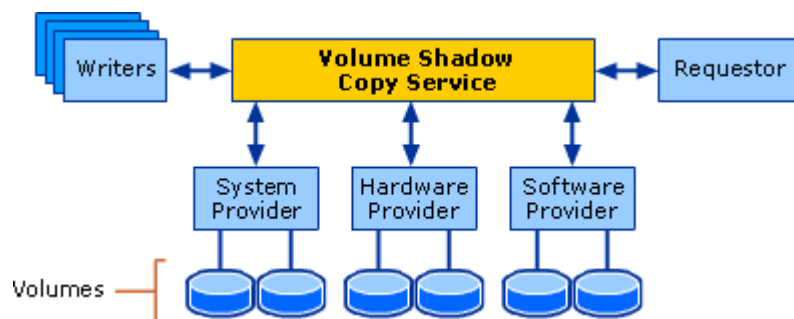 Writers
Volume Shadow
Copy Service
Requestor
System
Provider
Hardware
Provider
Software
Provider
Volumes